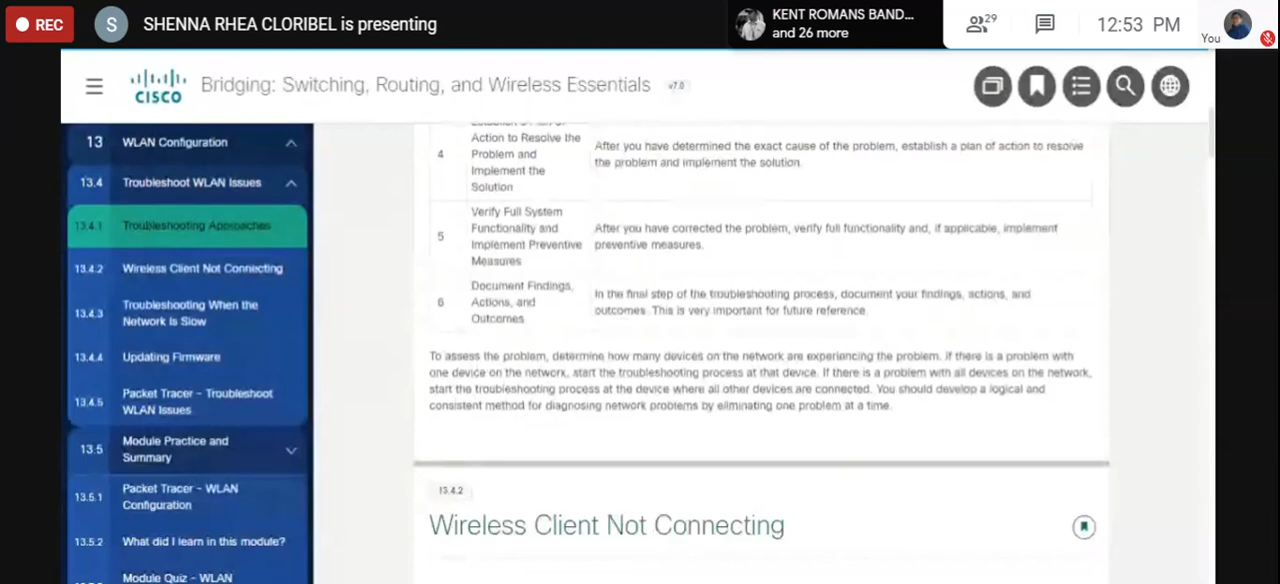 REC
S
SHENNA RHEA CLORIBEL is presenting
KENT ROMANS BAND...
and 26 more
29
12:53 PM
You
CISCO
Bridging: Switching, Routing, and Wireless Essentials
v7.0
13 WLAN Configuration
13.4 Troubleshoot WLAN Issues
13.4.1 Troubleshooting Approaches
13.4.2 Wireless Client Not Connecting
13.4.3 Troubleshooting When the
Network Is Slow
13.4.4 Updating Firmware
13.4.5 Packet Tracer - Troubleshoot
WLAN Issues
13.5 Module Practice and
Summary
13.5.1 Packet Tracer - WLAN
Configuration
13.5.2 What did I learn in this module?
Module Quiz - WLAN
4
Action to Resolve the
Problem and
Implement the
Solution
After you have determined the exact cause of the problem, establish a plan of action to resolve
the problem and implement the solution.
5
Verify Full System
Functionality and
Implement Preventive
Measures
After you have corrected the problem, verify full functionality and, if applicable, implement
preventive measures.
6
Document Findings,
Actions, and
Outcomes
In the final step of the troubleshooting process, document your findings, actions, and
outcomes. This is very important for future reference.
To assess the problem, determine how many devices on the network are experiencing the problem. If there is a problem with
one device on the network, start the troubleshooting process at that device. If there is a problem with all devices on the network,
start the troubleshooting process at the device where all other devices are connected. You should develop a logical and
consistent method for diagnosing network problems by eliminating one problem at a time.
13.4.2
Wireless Client Not Connecting